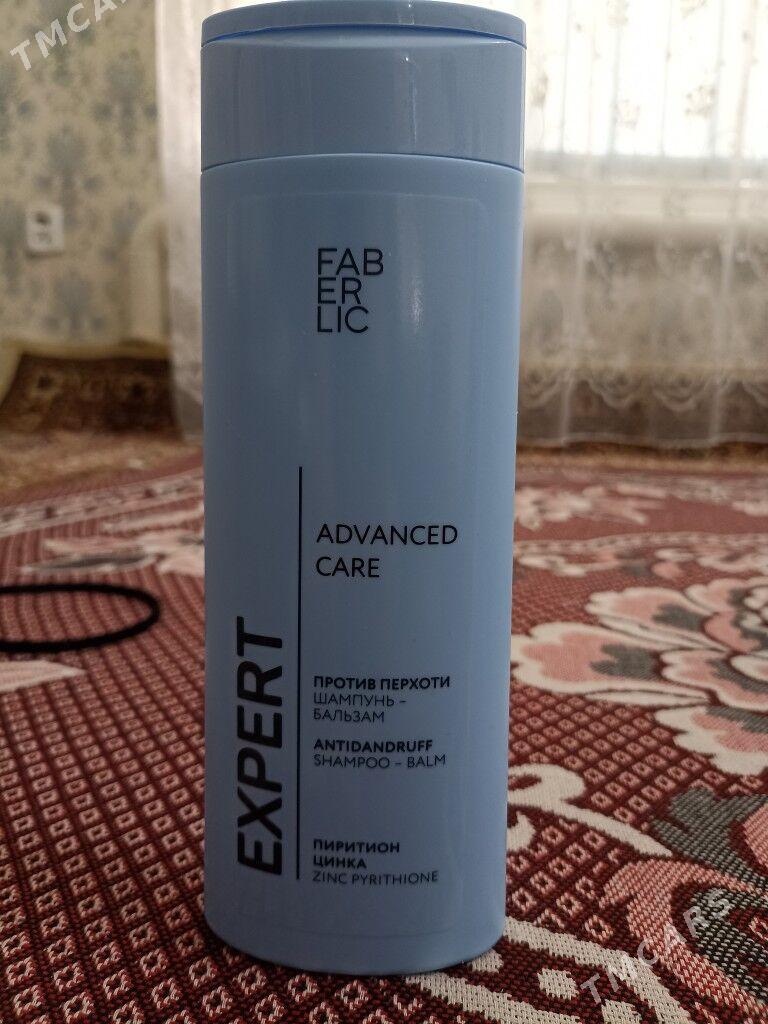 TMCARS
FAB
ER
LIC
ADVANCED
CARE
EXPERT
ПРОТИВ ПЕРХОТИ
ШАМПУНЬ –
БАЛЬЗАМ
ANTIDANDRUFF
SHAMPOO – BALM
ПИРИТИОН
ЦИНКА
ZINC PYRITHIONE
TMCARS